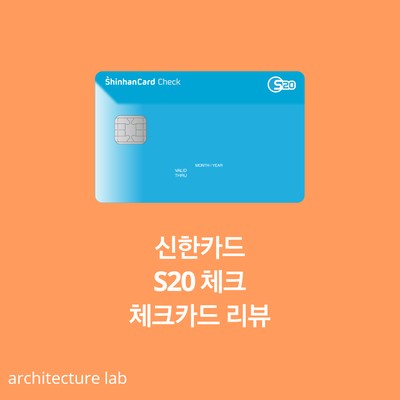 ShinhanCard Check
S20
MONTH / YEAR
VALID
THRU
신한카드
S20 체크
체크카드 리뷰
architecture lab